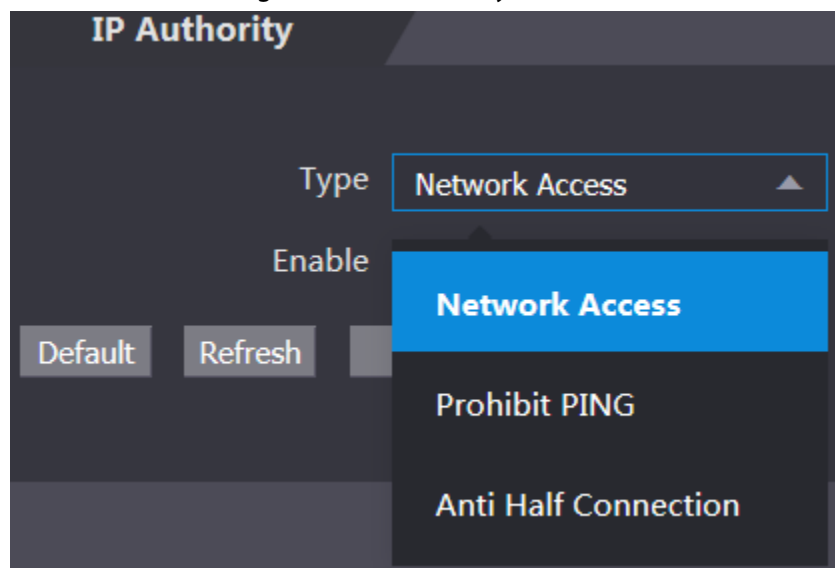 IP Authority
Type Network Access
Enable
Network Access
Default Refresh
Prohibit PING
Anti Half Connection